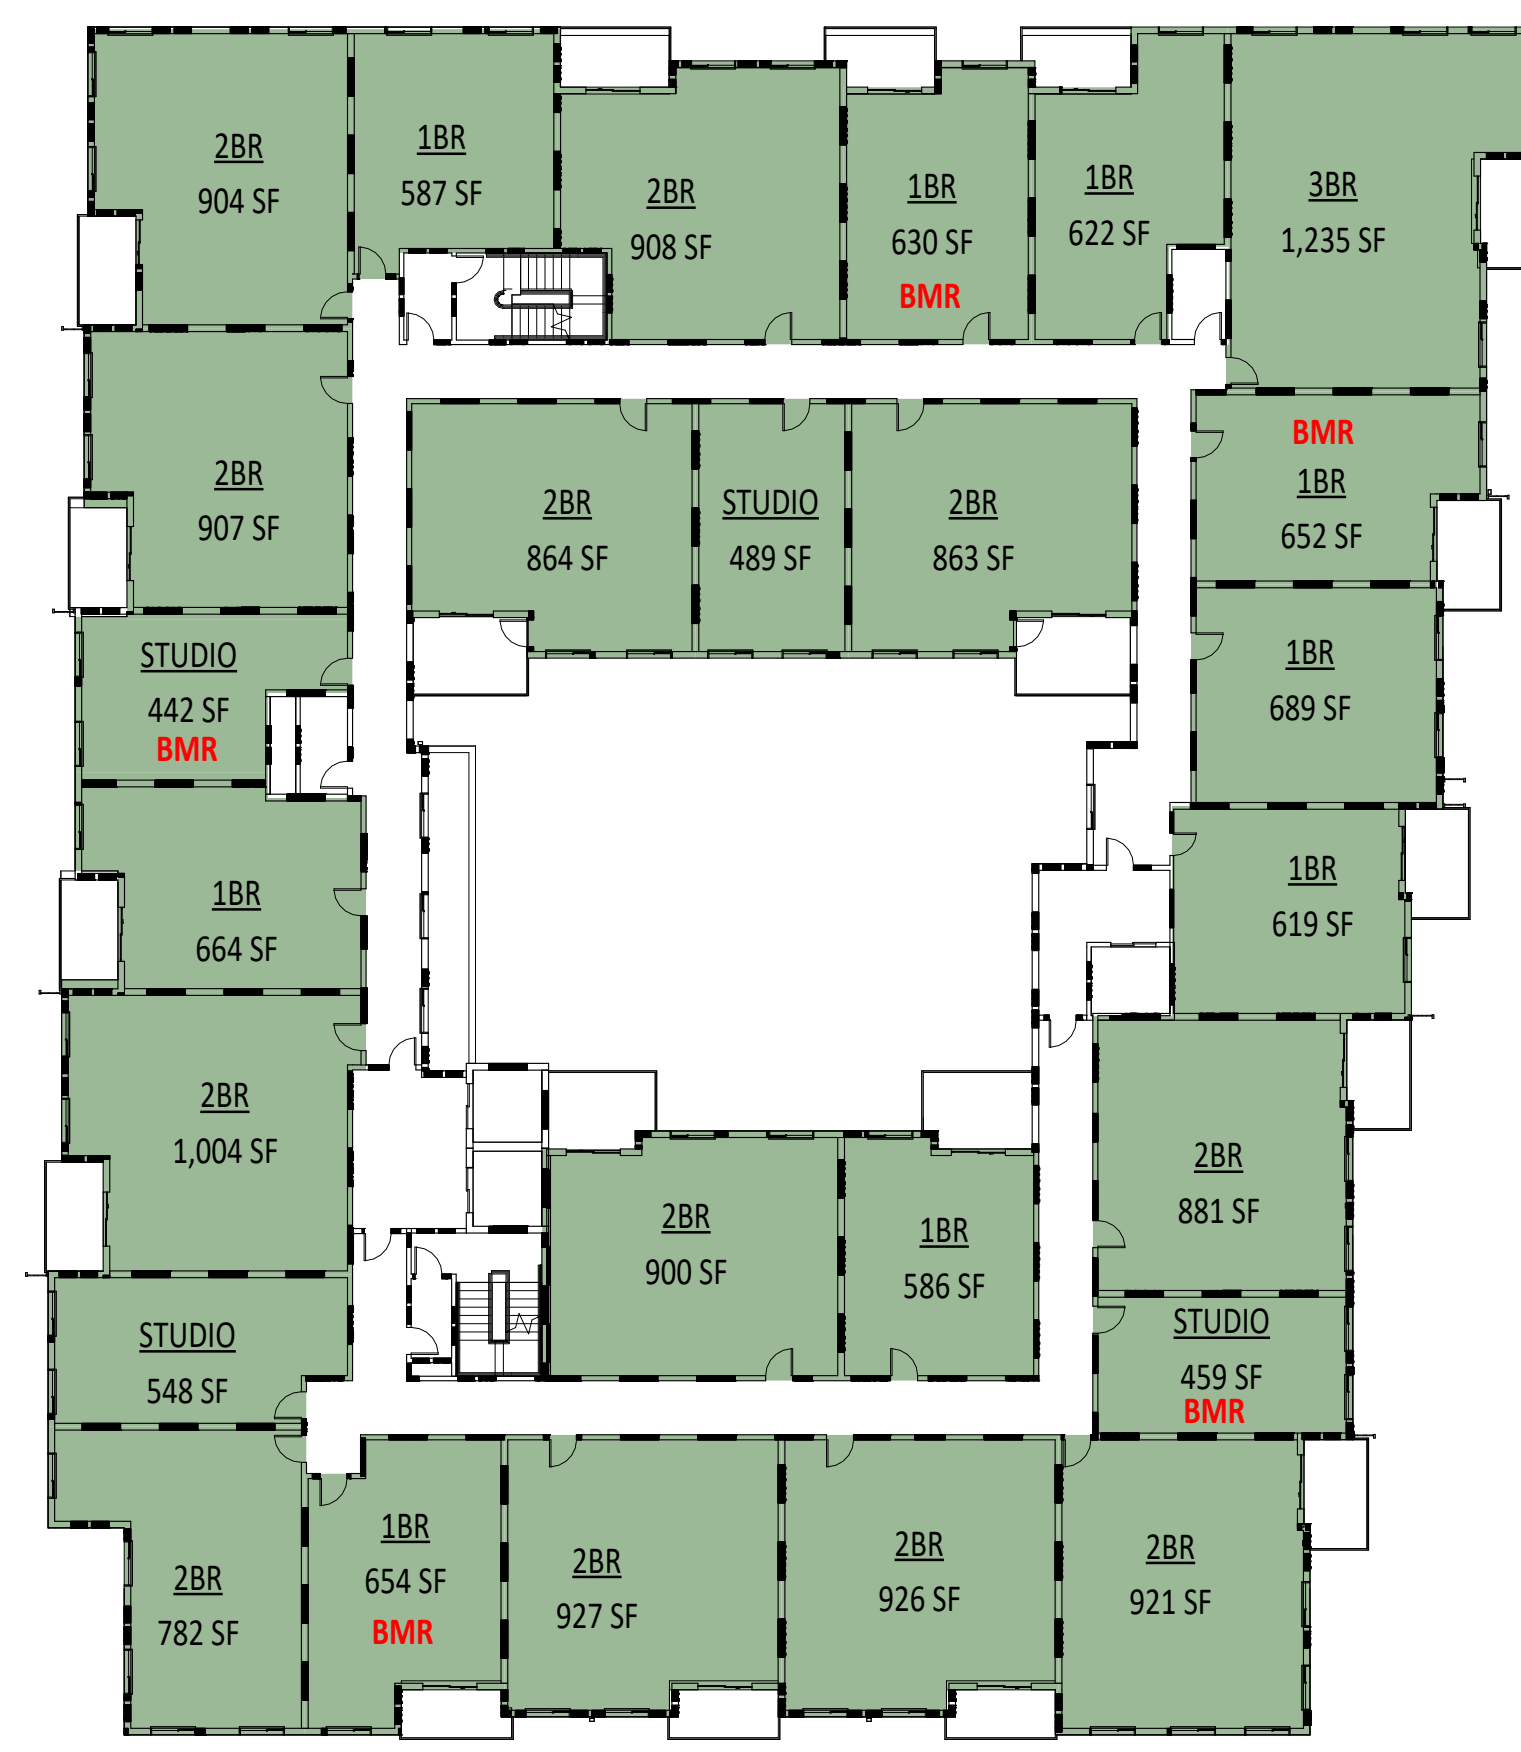 2BR
904 SF
1BR
587 SF
2BR
908 SF
1BR
630 SF
BMR
1BR
622 SF
3BR
1,235 SF
2BR
907 SF
2BR
864 SF
STUDIO
489 SF
2BR
863 SF
BMR
1BR
652 SF
STUDIO
442 SF
BMR
1BR
689 SF
1BR
664 SF
1BR
619 SF
2BR
1,004 SF
2BR
900 SF
1BR
586 SF
2BR
881 SF
STUDIO
548 SF
STUDIO
459 SF
BMR
2BR
782 SF
1BR
654 SF
BMR
2BR
927 SF
2BR
926 SF
2BR
921 SF